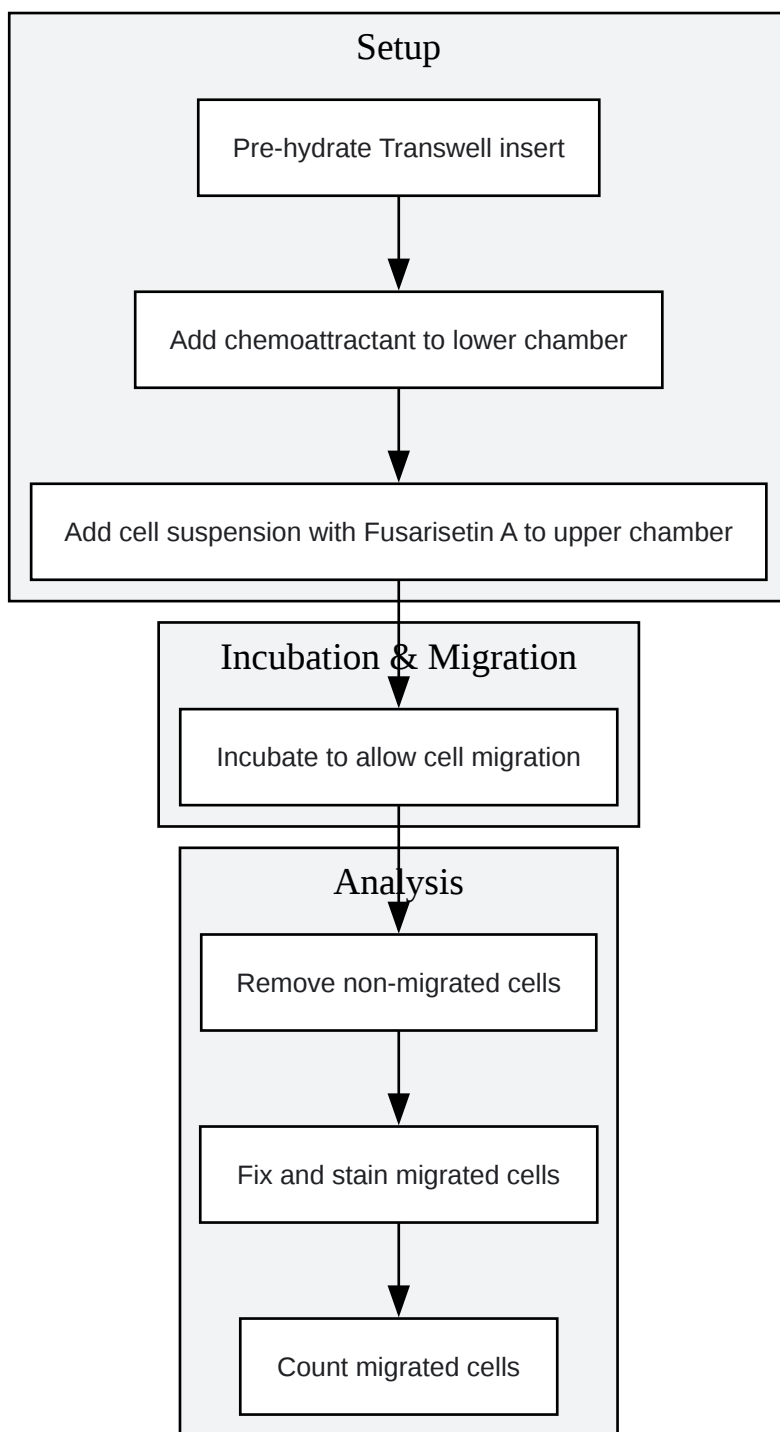 Setup
Pre-hydrate Transwell insert
Add chemoattractant to lower chamber
Add cell suspension with Fusarisetin A to upper chamber
Incubation & Migration
Incubate to allow cell migration
Analysis
Remove non-migrated cells
Fix and stain migrated cells
Count migrated cells